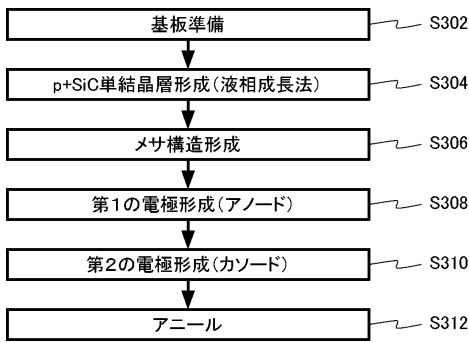 基板準備 S302
p+SiC単結晶層形成(液相成長法) S304
メサ構造形成 S306
第1の電極形成(アノード) S308
第2の電極形成(カソード) S310
アニール S312